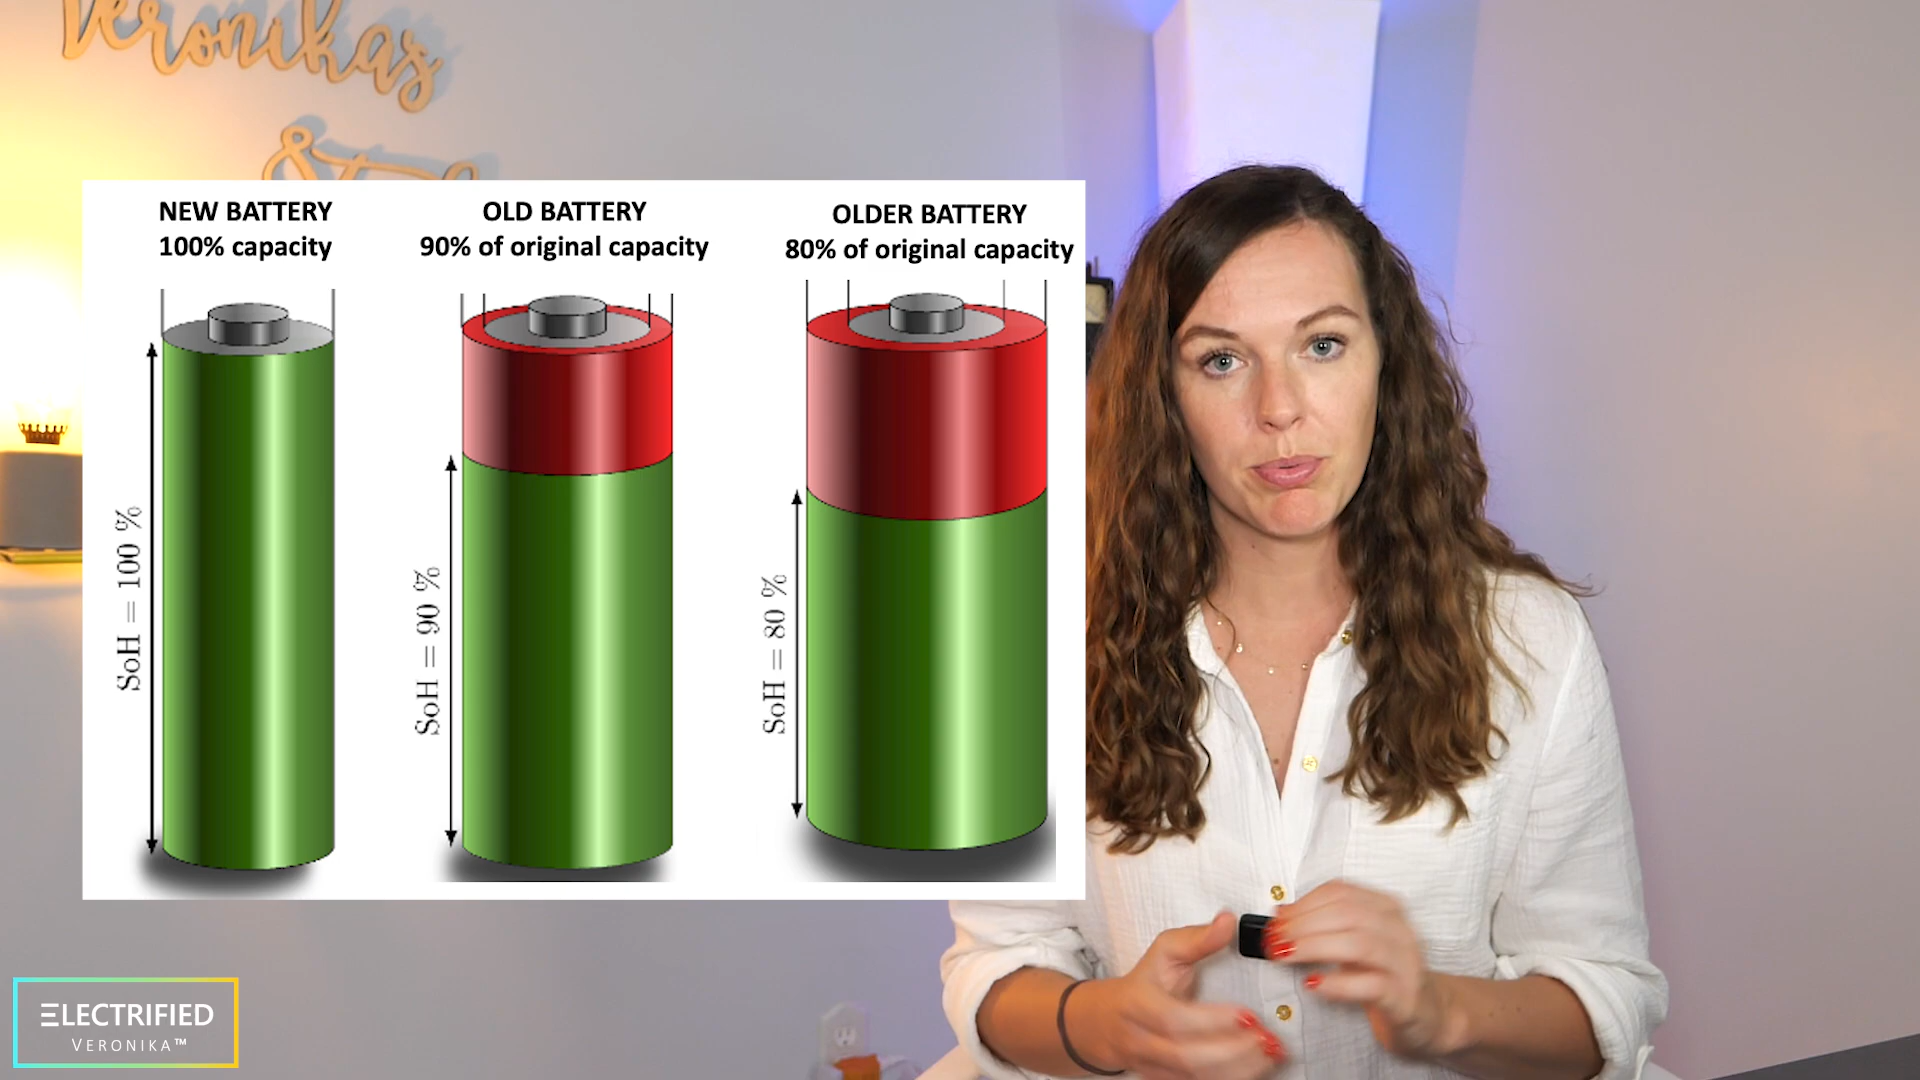 Veronikas
&
NEW BATTERY
100% capacity
OLD BATTERY
90% of original capacity
OLDER BATTERY
80% of original capacity
SoH = 100 %
SoH = 90 %
SoH = 80 %
ELECTRIFIED
VERONIKA™